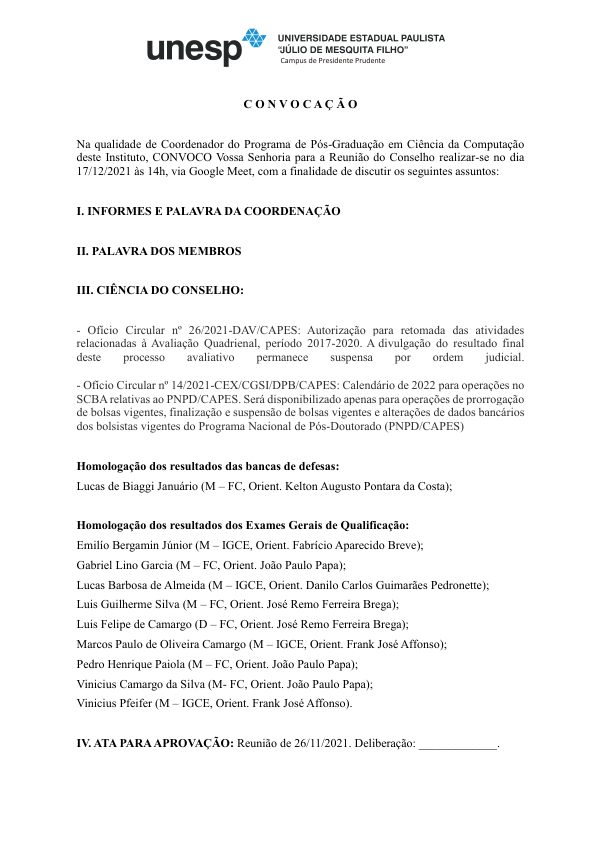 unesp
UNIVERSIDADE ESTADUAL PAULISTA
"JÚLIO DE MESQUITA FILHO"
Campus de Presidente Prudente
C O N V O C A Ç Ã O
Na qualidade de Coordenador do Programa de Pós-Graduação em Ciência da Computação
deste Instituto, CONVOCO Vossa Senhoria para a Reunião do Conselho realizar-se no dia
17/12/2021 às 14h, via Google Meet, com a finalidade de discutir os seguintes assuntos:
I. INFORMES E PALAVRA DA COORDENAÇÃO
II. PALAVRA DOS MEMBROS
III. CIÊNCIA DO CONSELHO:
- Ofício Circular nº 26/2021-DAV/CAPES: Autorização para retomada das atividades
relacionadas à Avaliação Quadrienal, período 2017-2020. A divulgação do resultado final
deste processo avaliativo permanece suspensa por ordem judicial.
- Ofício Circular nº 14/2021-CEX/CGSI/DPB/CAPES: Calendário de 2022 para operações no
SCBA relativas ao PNPD/CAPES. Será disponibilizado apenas para operações de prorrogação
de bolsas vigentes, finalização e suspensão de bolsas vigentes e alterações de dados bancários
dos bolsistas vigentes do Programa Nacional de Pós-Doutorado (PNPD/CAPES)
Homologação dos resultados das bancas de defesas:
Lucas de Biaggi Januário (M – FC, Orient. Kelton Augusto Pontara da Costa);
Homologação dos resultados dos Exames Gerais de Qualificação:
Emilío Bergamin Júnior (M – IGCE, Orient. Fabrício Aparecido Breve);
Gabriel Lino Garcia (M – FC, Orient. João Paulo Papa);
Lucas Barbosa de Almeida (M – IGCE, Orient. Danilo Carlos Guimarães Pedronette);
Luis Guilherme Silva (M – FC, Orient. José Remo Ferreira Brega);
Luis Felipe de Camargo (D – FC, Orient. José Remo Ferreira Brega);
Marcos Paulo de Oliveira Camargo (M – IGCE, Orient. Frank José Affonso);
Pedro Henrique Paiola (M – FC, Orient. João Paulo Papa);
Vinicius Camargo da Silva (M- FC, Orient. João Paulo Papa);
Vinicius Pfeifer (M – IGCE, Orient. Frank José Affonso).
IV. ATA PARA APROVAÇÃO: Reunião de 26/11/2021. Deliberação: _____________.